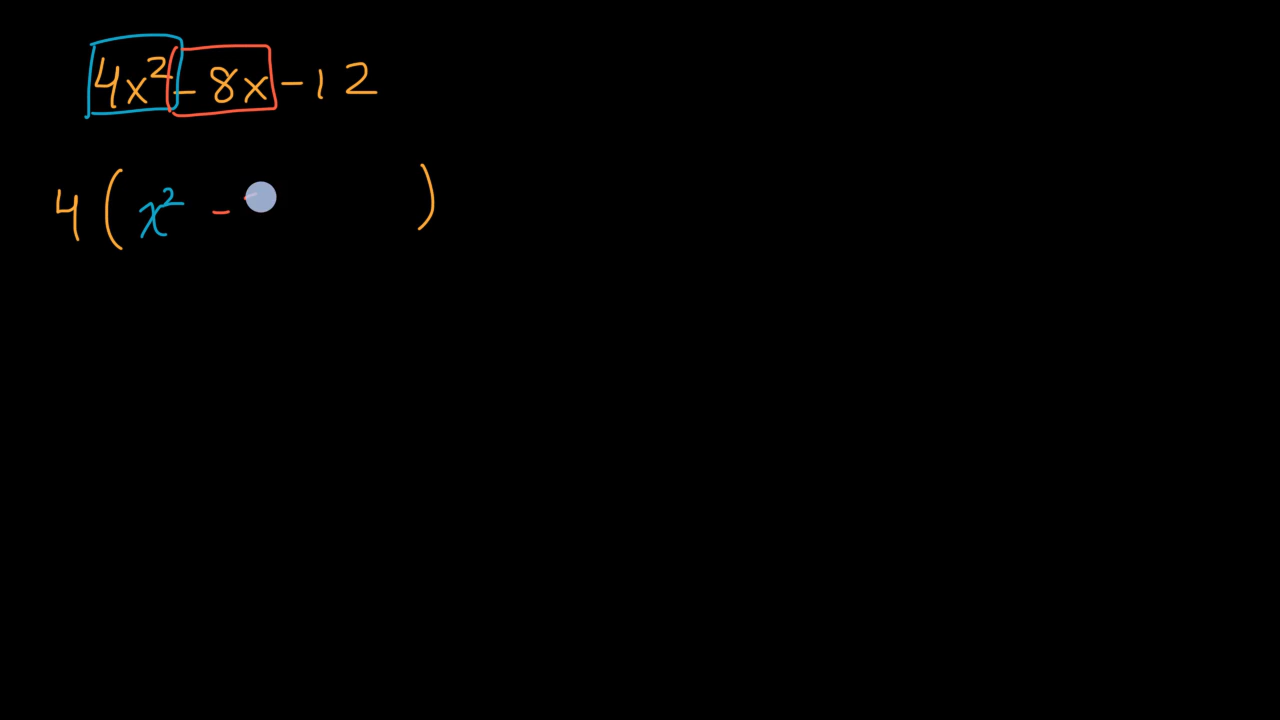 4x² - 8x - 12
4 ( x² - )